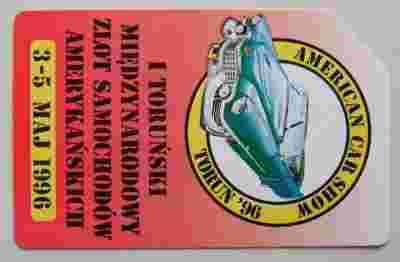 AMERICAN CAR SHOW
TORUŃ '96
I TORUŃSKI
MIĘDZYNARODOWY
ZLOT SAMOCHODÓW
AMERYKAŃSKICH
3-5 MAJ 1996